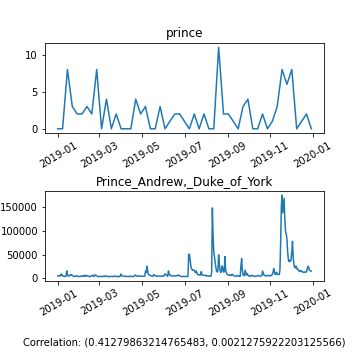 prince
10
5
0
2019-01 2019-03 2019-05 2019-07 2019-09 2019-11 2020-01
Prince_Andrew,_Duke_of_York
150000
100000
50000
0
2019-01 2019-03 2019-05 2019-07 2019-09 2019-11 2020-01
Correlation: (0.41279863214765483, 0.0021275922203125566)